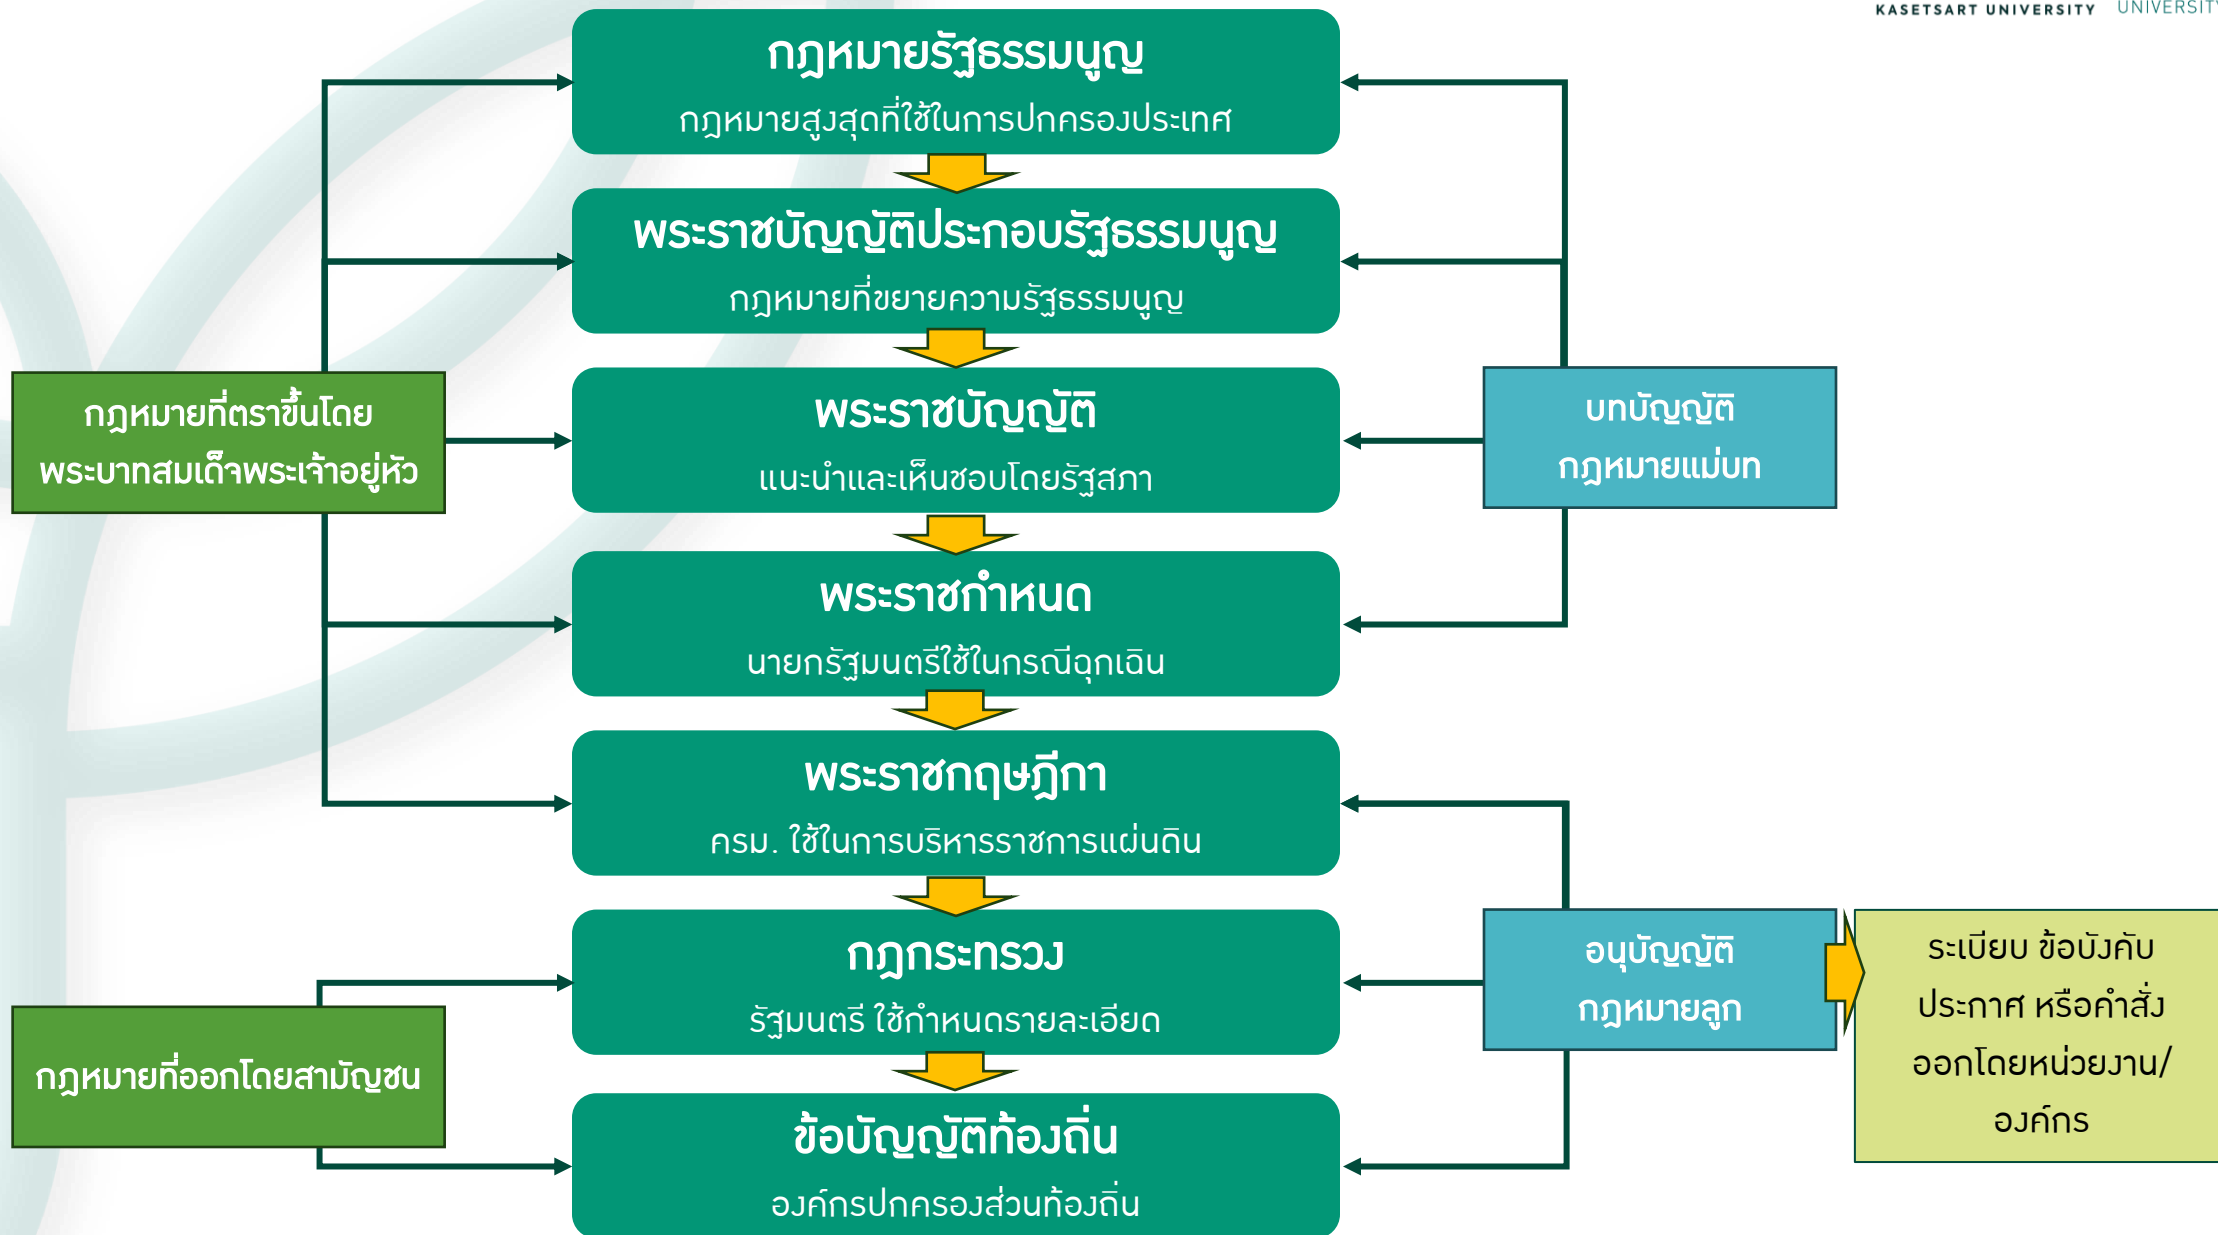 KASETSART UNIVERSITY
UNIVERSITY
กฎหมายรัฐธรรมนูญ
กฎหมายสูงสุดที่ใช้ในการปกครองประเทศ
พระราชบัญญัติประกอบรัฐธรรมนูญ
กฎหมายที่ขยายความรัฐธรรมนูญ
กฎหมายที่ตราขึ้นโดย
พระบาทสมเด็จพระเจ้าอยู่หัว
พระราชบัญญัติ
แนะนำและเห็นชอบโดยรัฐสภา
บทบัญญัติ
กฎหมายแม่บท
พระราชกำหนด
นายกรัฐมนตรีใช้ในกรณีฉุกเฉิน
พระราชกฤษฎีกา
ครม. ใช้ในการบริหารราชการแผ่นดิน
กฎกระทรวง
รัฐมนตรี ใช้กำหนดรายละเอียด
อนุบัญญัติ
กฎหมายลูก
ระเบียบ ข้อบังคับ
ประกาศ หรือคำสั่ง
ออกโดยหน่วยงาน/
องค์กร
กฎหมายที่ออกโดยสามัญชน
ข้อบัญญัติท้องถิ่น
องค์กรปกครองส่วนท้องถิ่น